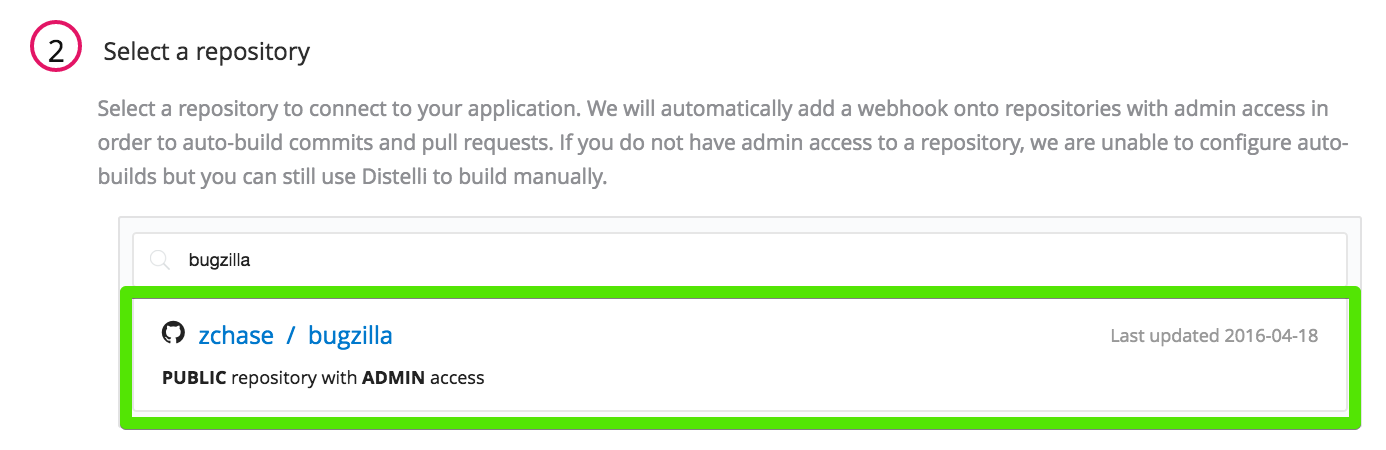 2
Select a repository
Select a repository to connect to your application. We will automatically add a webhook onto repositories with admin access in
order to auto-build commits and pull requests. If you do not have admin access to a repository, we are unable to configure auto-
builds but you can still use Distelli to build manually.
bugzilla
zchase / bugzilla
Last updated 2016-04-18
PUBLIC repository with ADMIN access